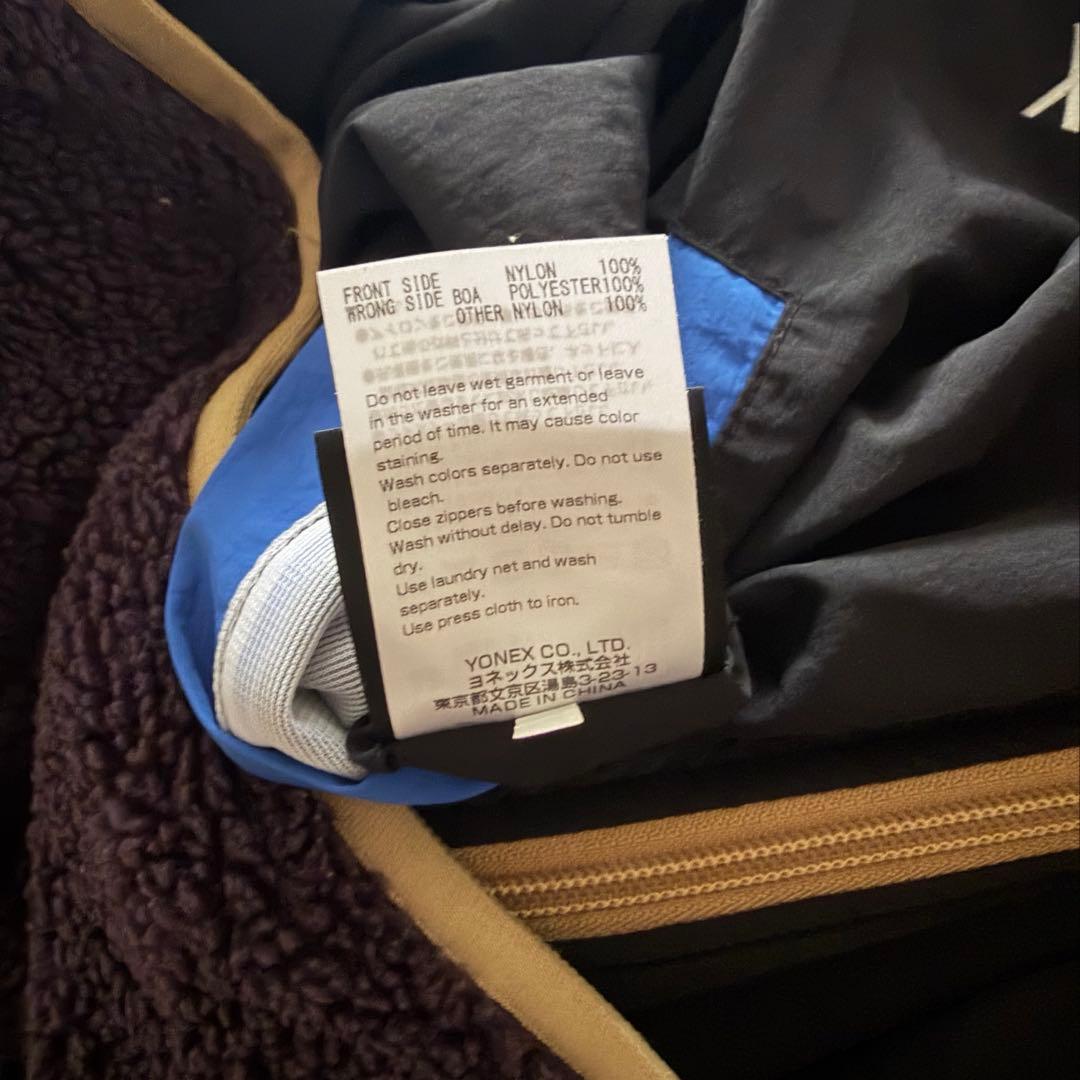 FRONT SIDE NYLON 100%
WRONG SIDE BOA POLYESTER100%
OTHER NYLON 100%
Do not leave wet garment or leave
in the washer for an extended
period of time. It may cause color
staining.
Wash colors separately. Do not use
bleach.
Close zippers before washing.
Wash without delay. Do not tumble
dry.
Use laundry net and wash
separately.
Use press cloth to iron.
YONEX CO., LTD.
ヨネックス株式会社
東京都文京区湯島3-23-13
MADE IN CHINA